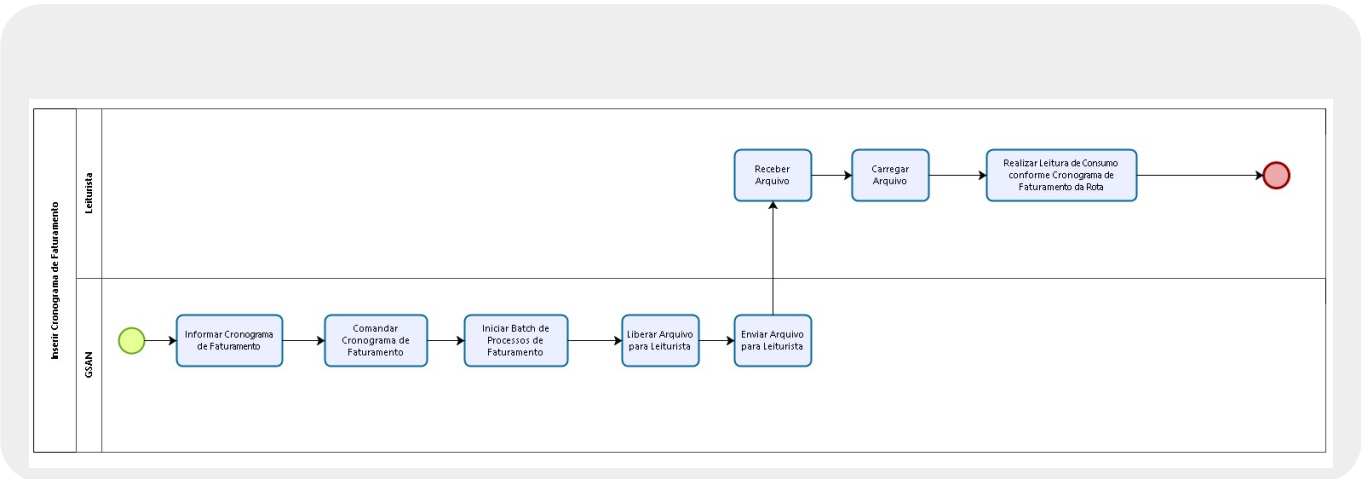 Inserir Cronograma de Faturamento
Leiturista
Receber
Arquivo
Carregar
Arquivo
Realizar Leitura de Consumo
conforme Cronograma de
Faturamento da Rota
GSAN
Informar Cronograma
de Faturamento
Comandar
Cronograma de
Faturamento
Iniciar Batch de
Processos de
Faturamento
Liberar Arquivo
para Leiturista
Enviar Arquivo
para Leiturista